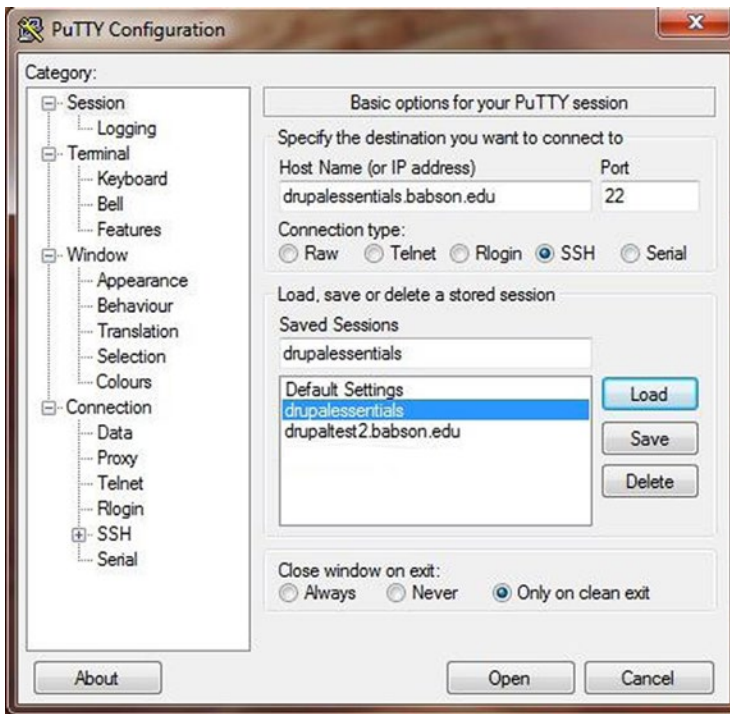 PuTTY Configuration
Category:
Session
Logging
Terminal
Keyboard
Bell
Features
Window
Appearance
Behaviour
Translation
Selection
Colours
Connection
Data
Proxy
Telnet
Rlogin
SSH
Serial
Basic options for your PuTTY session
Specify the destination you want to connect to
Host Name (or IP address) Port
drupalessentials.babson.edu 22
Connection type:
Raw Telnet Rlogin SSH Serial
Load, save or delete a stored session
Saved Sessions
drupalessentials
Default Settings
drupalessentials
drupaltest2.babson.edu
Load
Save
Delete
Close window on exit:
Always Never Only on clean exit
About Open Cancel